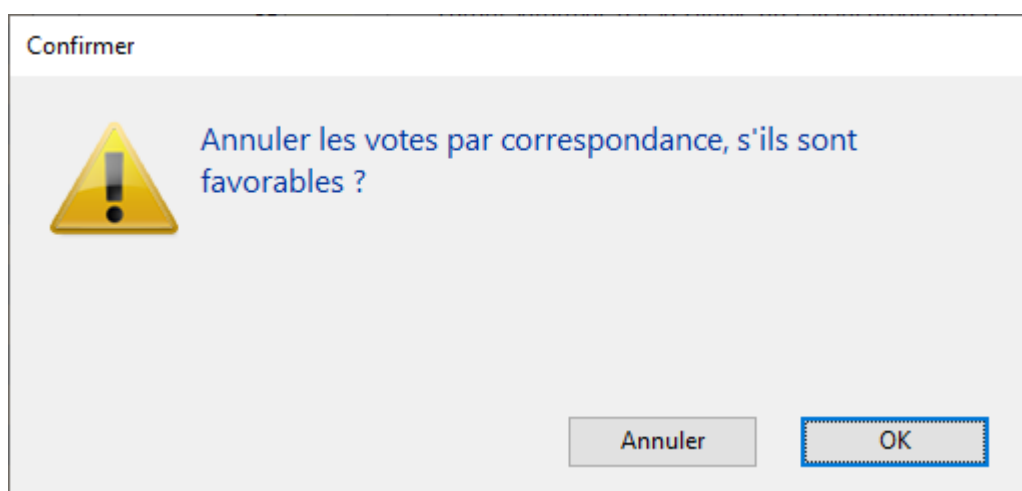 Confirmer
Annuler les votes par correspondance, s'ils sont
favorables ?
Annuler
OK